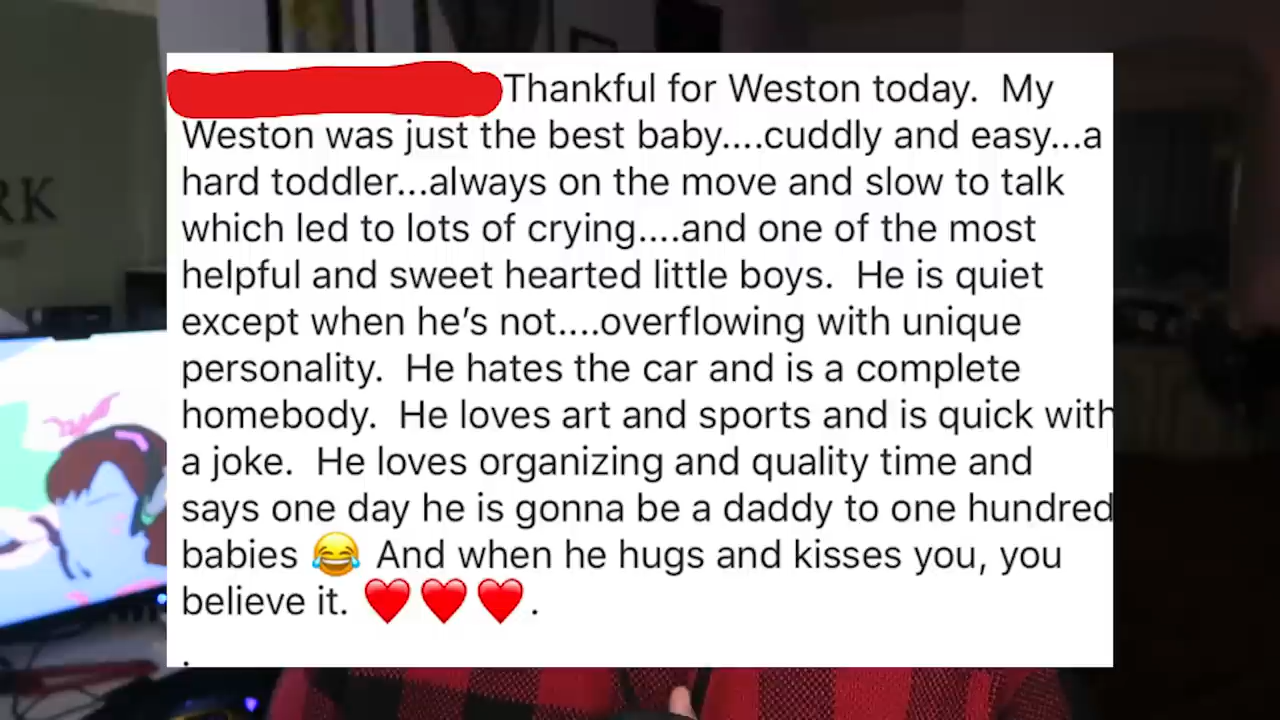 RK
Thankful for Weston today. My
Weston was just the best baby....cuddly and easy...a
hard toddler...always on the move and slow to talk
which led to lots of crying....and one of the most
helpful and sweet hearted little boys. He is quiet
except when he’s not....overflowing with unique
personality. He hates the car and is a complete
homebody. He loves art and sports and is quick with
a joke. He loves organizing and quality time and
says one day he is gonna be a daddy to one hundred
babies 😂 And when he hugs and kisses you, you
believe it. ❤️❤️❤️.
.